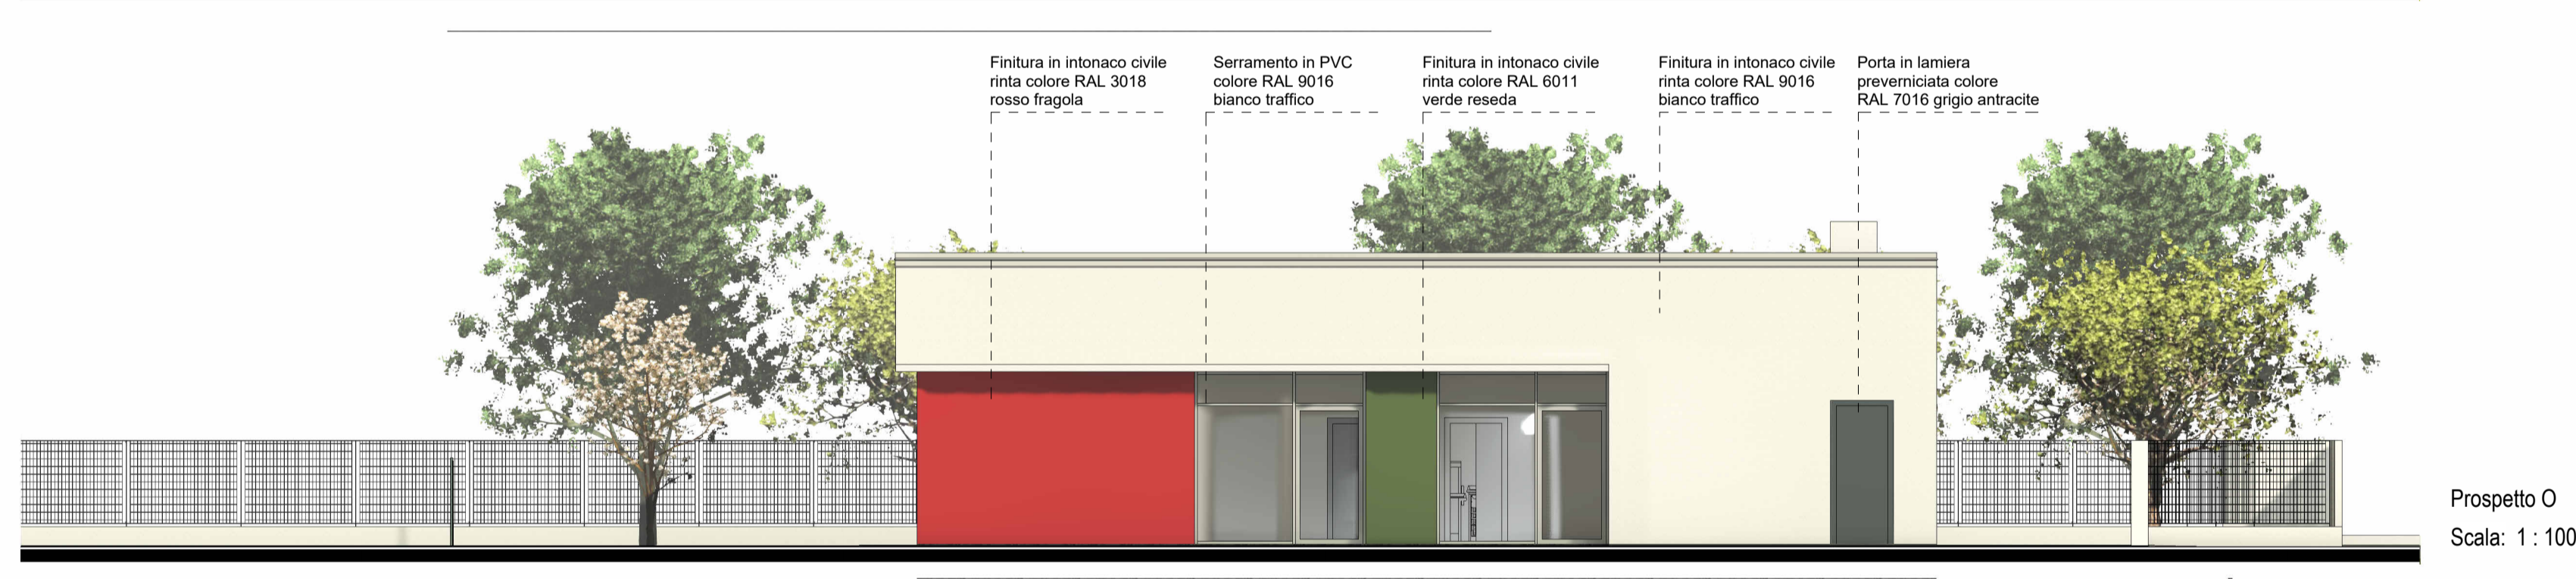 Finitura in intonaco civile
rinta colore RAL 3018
rosso fragola
Serramento in PVC
colore RAL 9016
bianco traffico
Finitura in intonaco civile
rinta colore RAL 6011
verde reseda
Finitura in intonaco civile
rinta colore RAL 9016
bianco traffico
Porta in lamiera
preverniciata colore
RAL 7016 grigio antracite
Prospetto O
Scala: 1 : 100